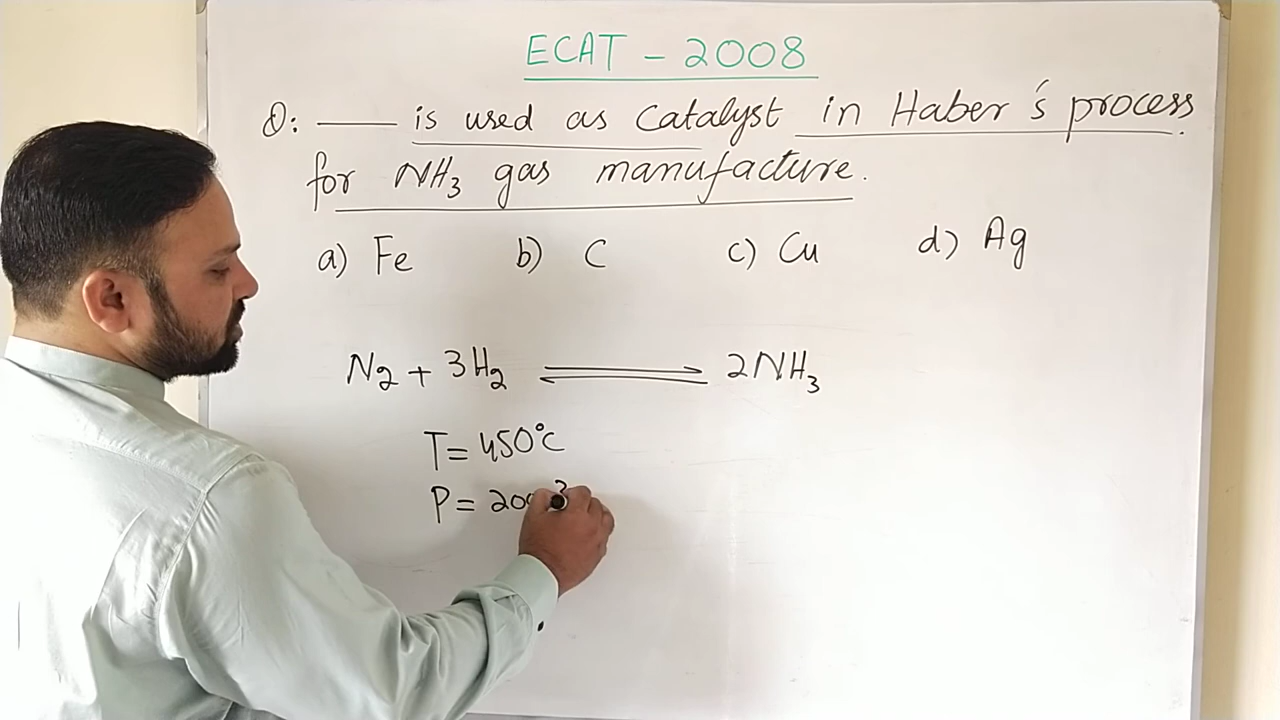 ECAT - 2008
Q: ____ is used as Catalyst in Haber's process
for NH₃ gas manufacture.
a) Fe b) C c) Cu d) Ag
N₂ + 3H₂ ⇌ 2NH₃
T = 450°C
P =